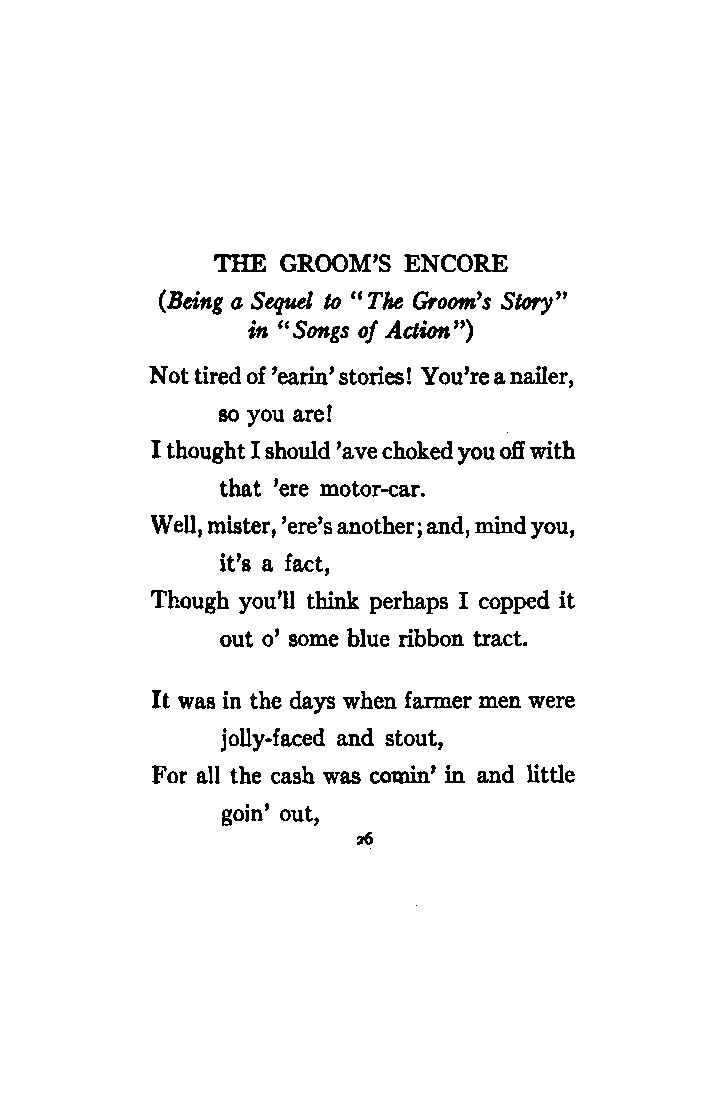 THE GROOM'S ENCORE
(Being a Sequel to "The Groom's Story"
in "Songs of Action")
Not tired of 'earin' stories! You're a nailer,
so you are!
I thought I should 'ave choked you off with
that 'ere motor-car.
Well, mister, 'ere's another; and, mind you,
it's a fact,
Though you'll think perhaps I copped it
out o' some blue ribbon tract.
It was in the days when farmer men were
jolly-faced and stout,
For all the cash was comin' in and little
goin' out,
26